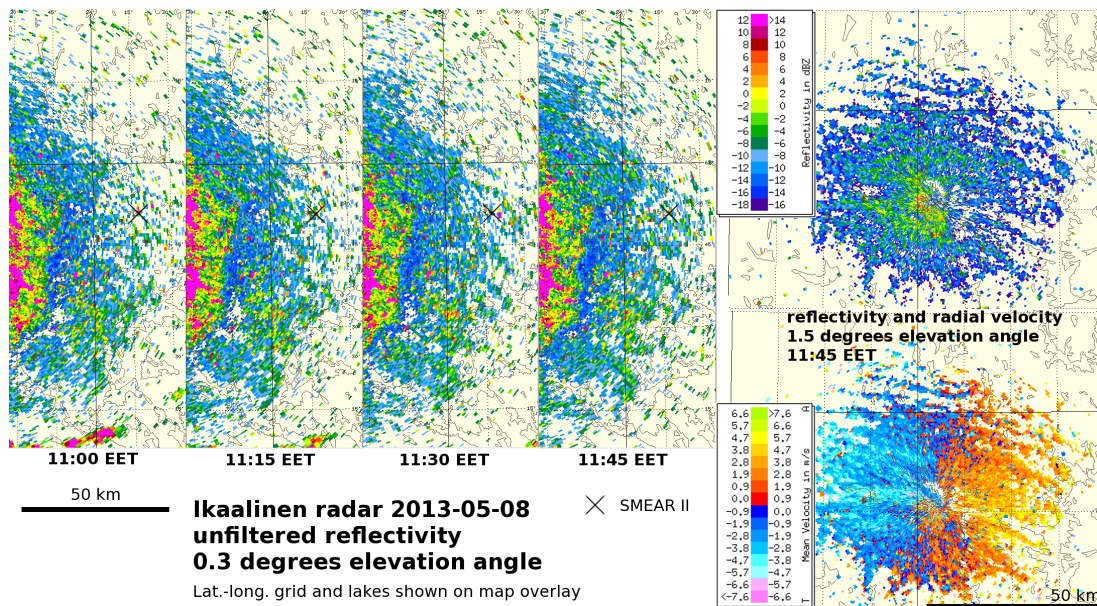 11:00 EET
11:15 EET
11:30 EET
11:45 EET
50 km
Ikaalinen radar 2013-05-08
unfiltered reflectivity
0.3 degrees elevation angle
Lat.-long. grid and lakes shown on map overlay
SMEAR II
12 >14
10 12
8 10
6 8
4 6
2 4
0 2
−2 0
−4 −2
−6 −4
−8 −6
−10 −8
−12 −10
−14 −12
−16 −14
−18 −16
Reflectivity in dBZ
reflectivity and radial velocity
1.5 degrees elevation angle
11:45 EET
6.6 >7.6
5.7 6.6
4.7 5.7
3.8 4.7
2.8 3.8
1.9 2.8
0.9 1.9
0.0 0.9
−0.9 0.0
−1.9 −0.9
−2.8 −1.9
−3.8 −2.8
−4.7 −3.8
−5.7 −4.7
−6.6 −5.7
<−7.6 −6.6
T Mean Velocity in m/s A
50 km